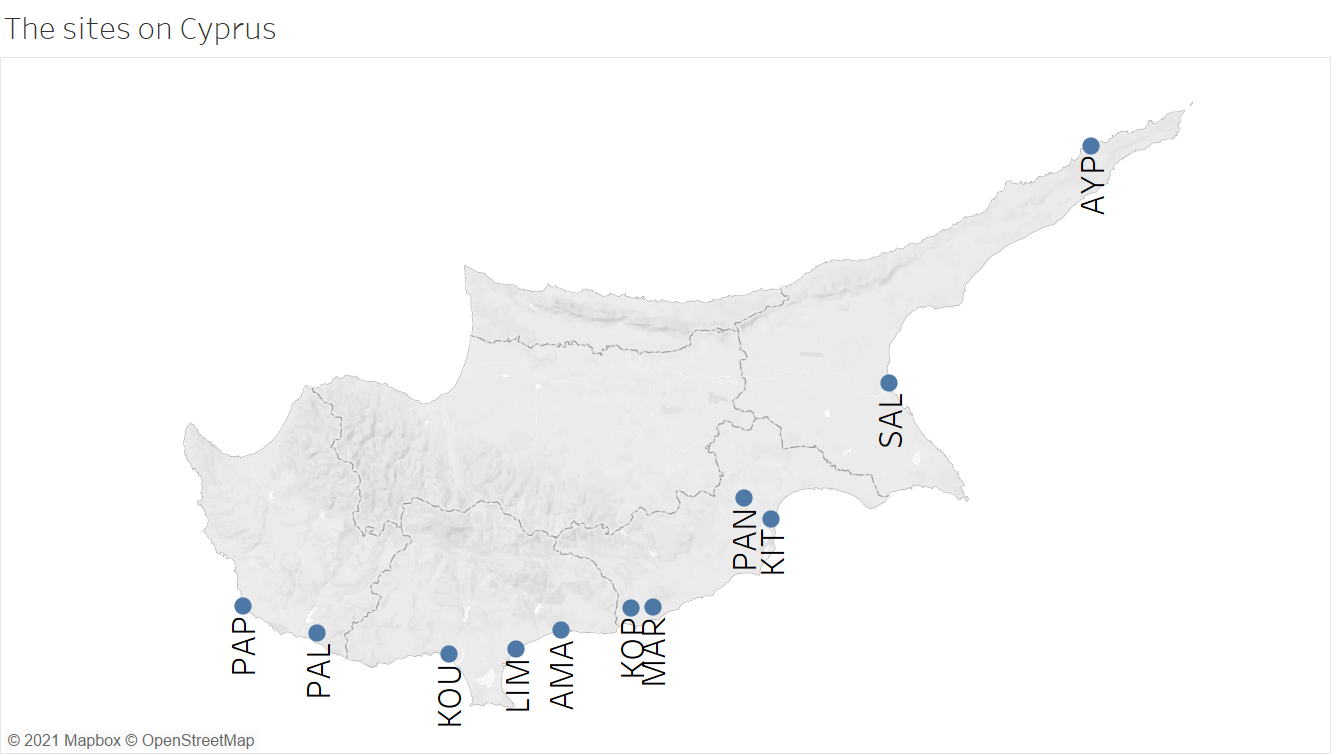 The sites on Cyprus
AYP
SAL
PAN
KIT
PAP
PAL
KOU
LIM
AMA
KOP
MAR
© 2021 Mapbox © OpenStreetMap